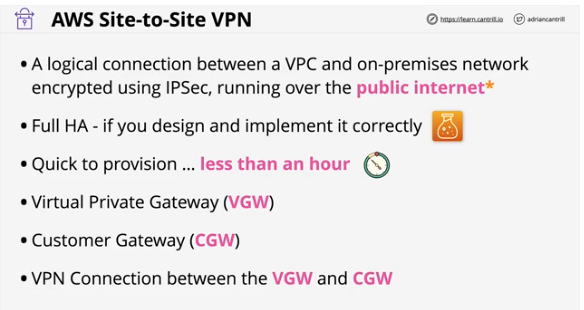 AWS Site-to-Site VPN
https://learn.cantrill.io
adriancantrill
• A logical connection between a VPC and on-premises network
encrypted using IPSec, running over the public internet*
• Full HA - if you design and implement it correctly
• Quick to provision ... less than an hour
• Virtual Private Gateway (VGW)
• Customer Gateway (CGW)
• VPN Connection between the VGW and CGW